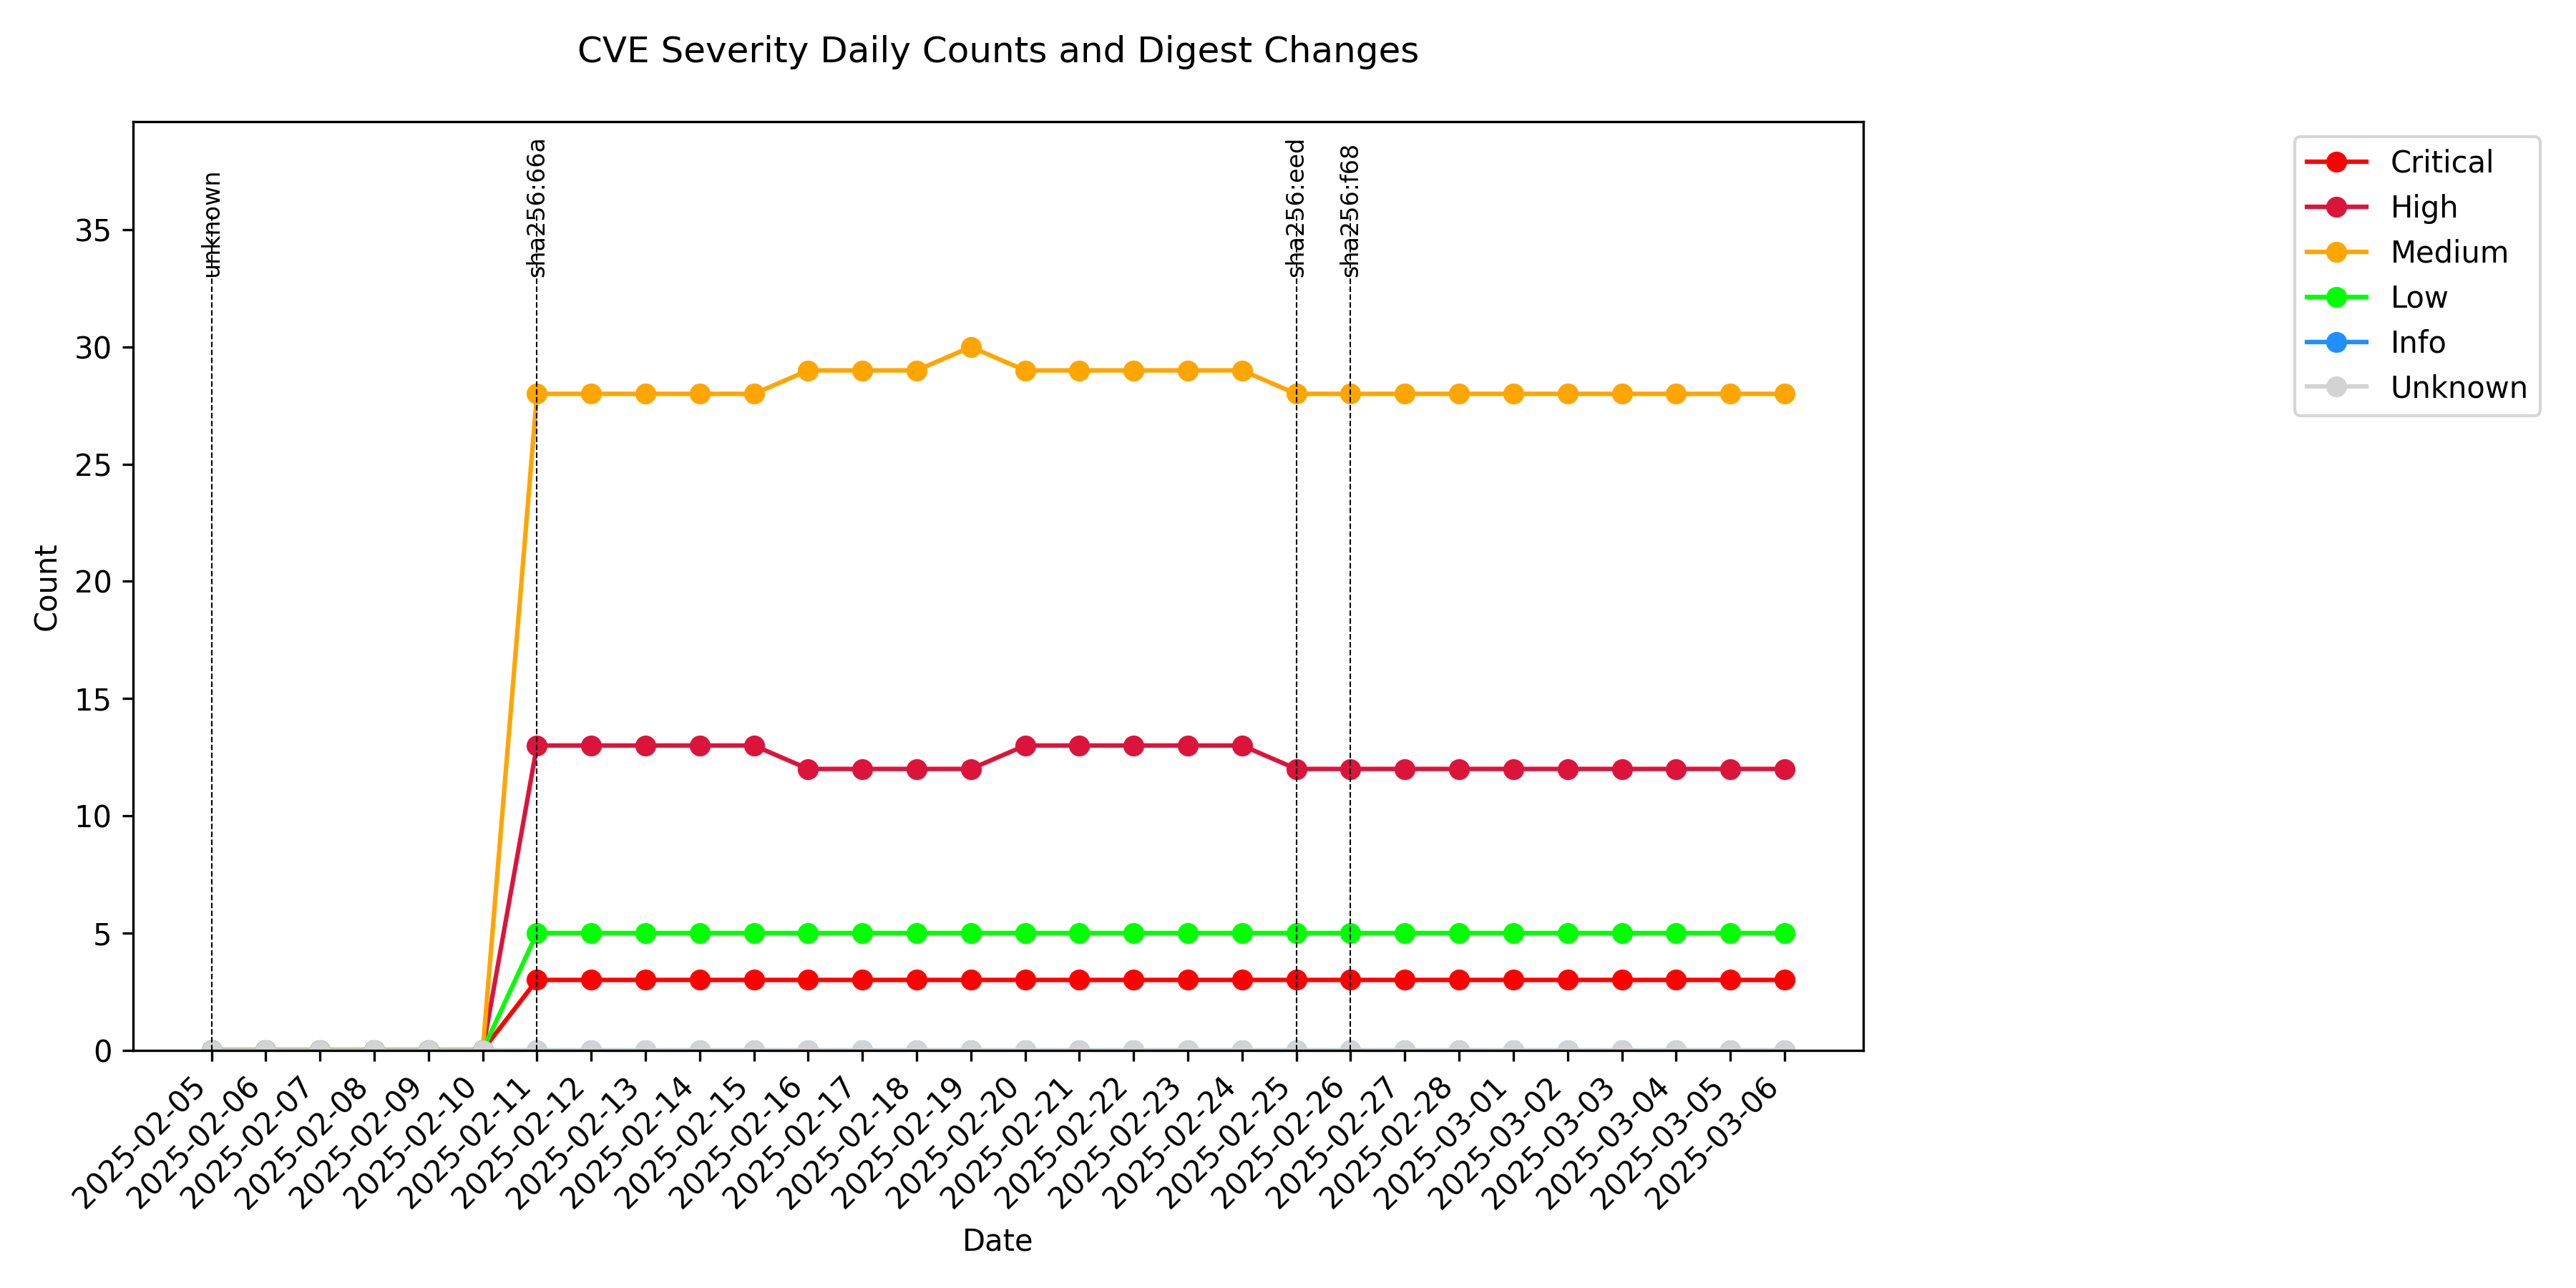 CVE Severity Daily Counts and Digest Changes
unknown
sha256:66a
sha256:eed
sha256:f68
Critical
High
Medium
Low
Info
Unknown
Count
35
30
25
20
15
10
5
0
2025-02-05
2025-02-06
2025-02-07
2025-02-08
2025-02-09
2025-02-10
2025-02-11
2025-02-12
2025-02-13
2025-02-14
2025-02-15
2025-02-16
2025-02-17
2025-02-18
2025-02-19
2025-02-20
2025-02-21
2025-02-22
2025-02-23
2025-02-24
2025-02-25
2025-02-26
2025-02-27
2025-02-28
2025-03-01
2025-03-02
2025-03-03
2025-03-04
2025-03-05
2025-03-06
Date